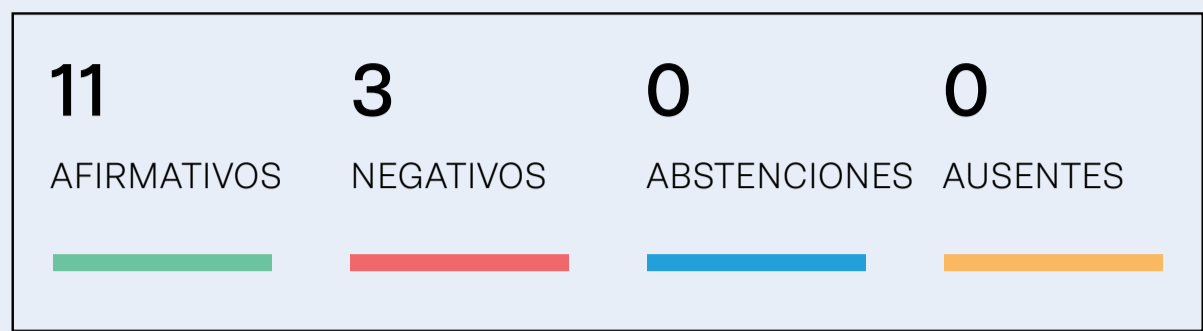 11 3 0 0
AFIRMATIVOS NEGATIVOS ABSTENCIONES AUSENTES